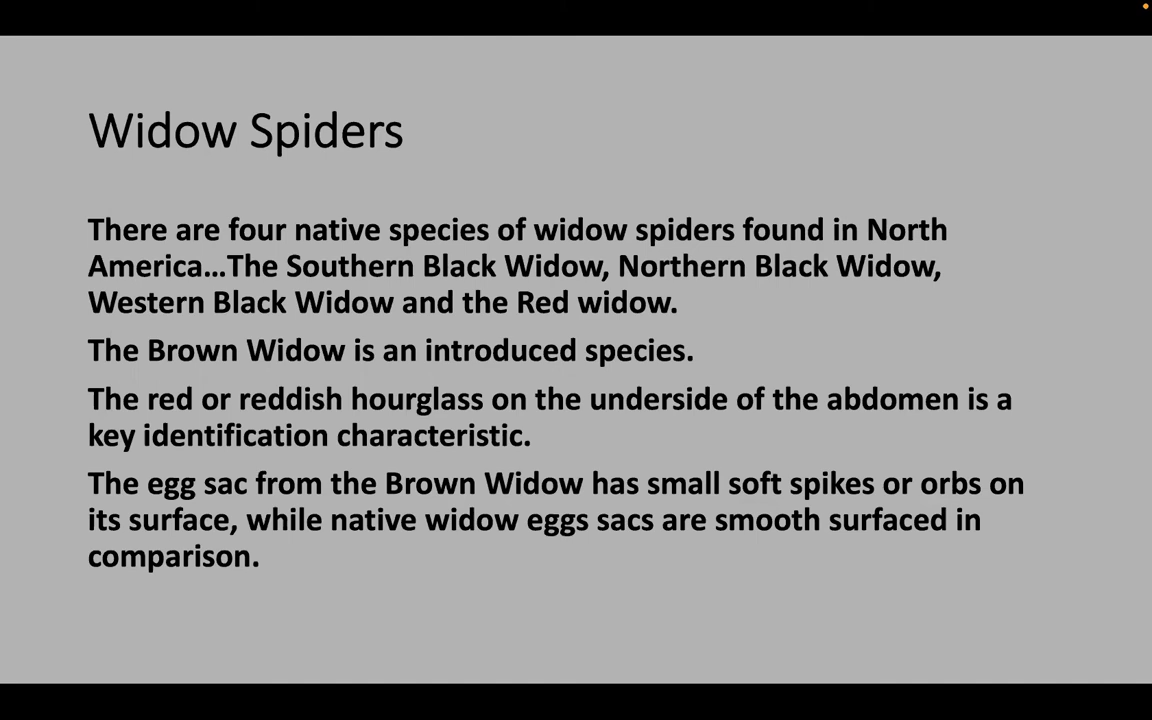 Widow Spiders
There are four native species of widow spiders found in North
America…The Southern Black Widow, Northern Black Widow,
Western Black Widow and the Red widow.
The Brown Widow is an introduced species.
The red or reddish hourglass on the underside of the abdomen is a
key identification characteristic.
The egg sac from the Brown Widow has small soft spikes or orbs on
its surface, while native widow eggs sacs are smooth surfaced in
comparison.